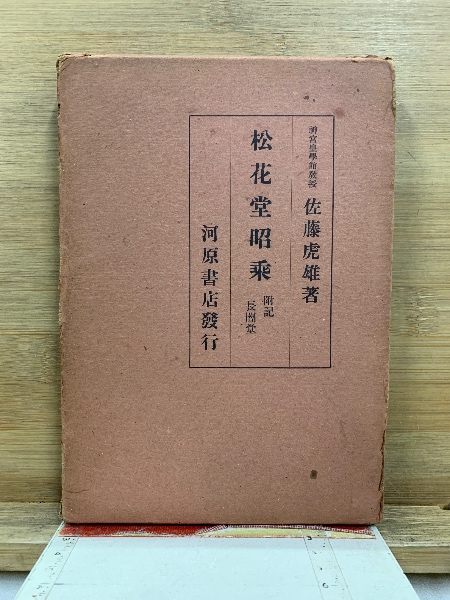 神宮皇學館教授 佐藤虎雄著
松花堂昭乘
附記
長闇堂
河原書店發行